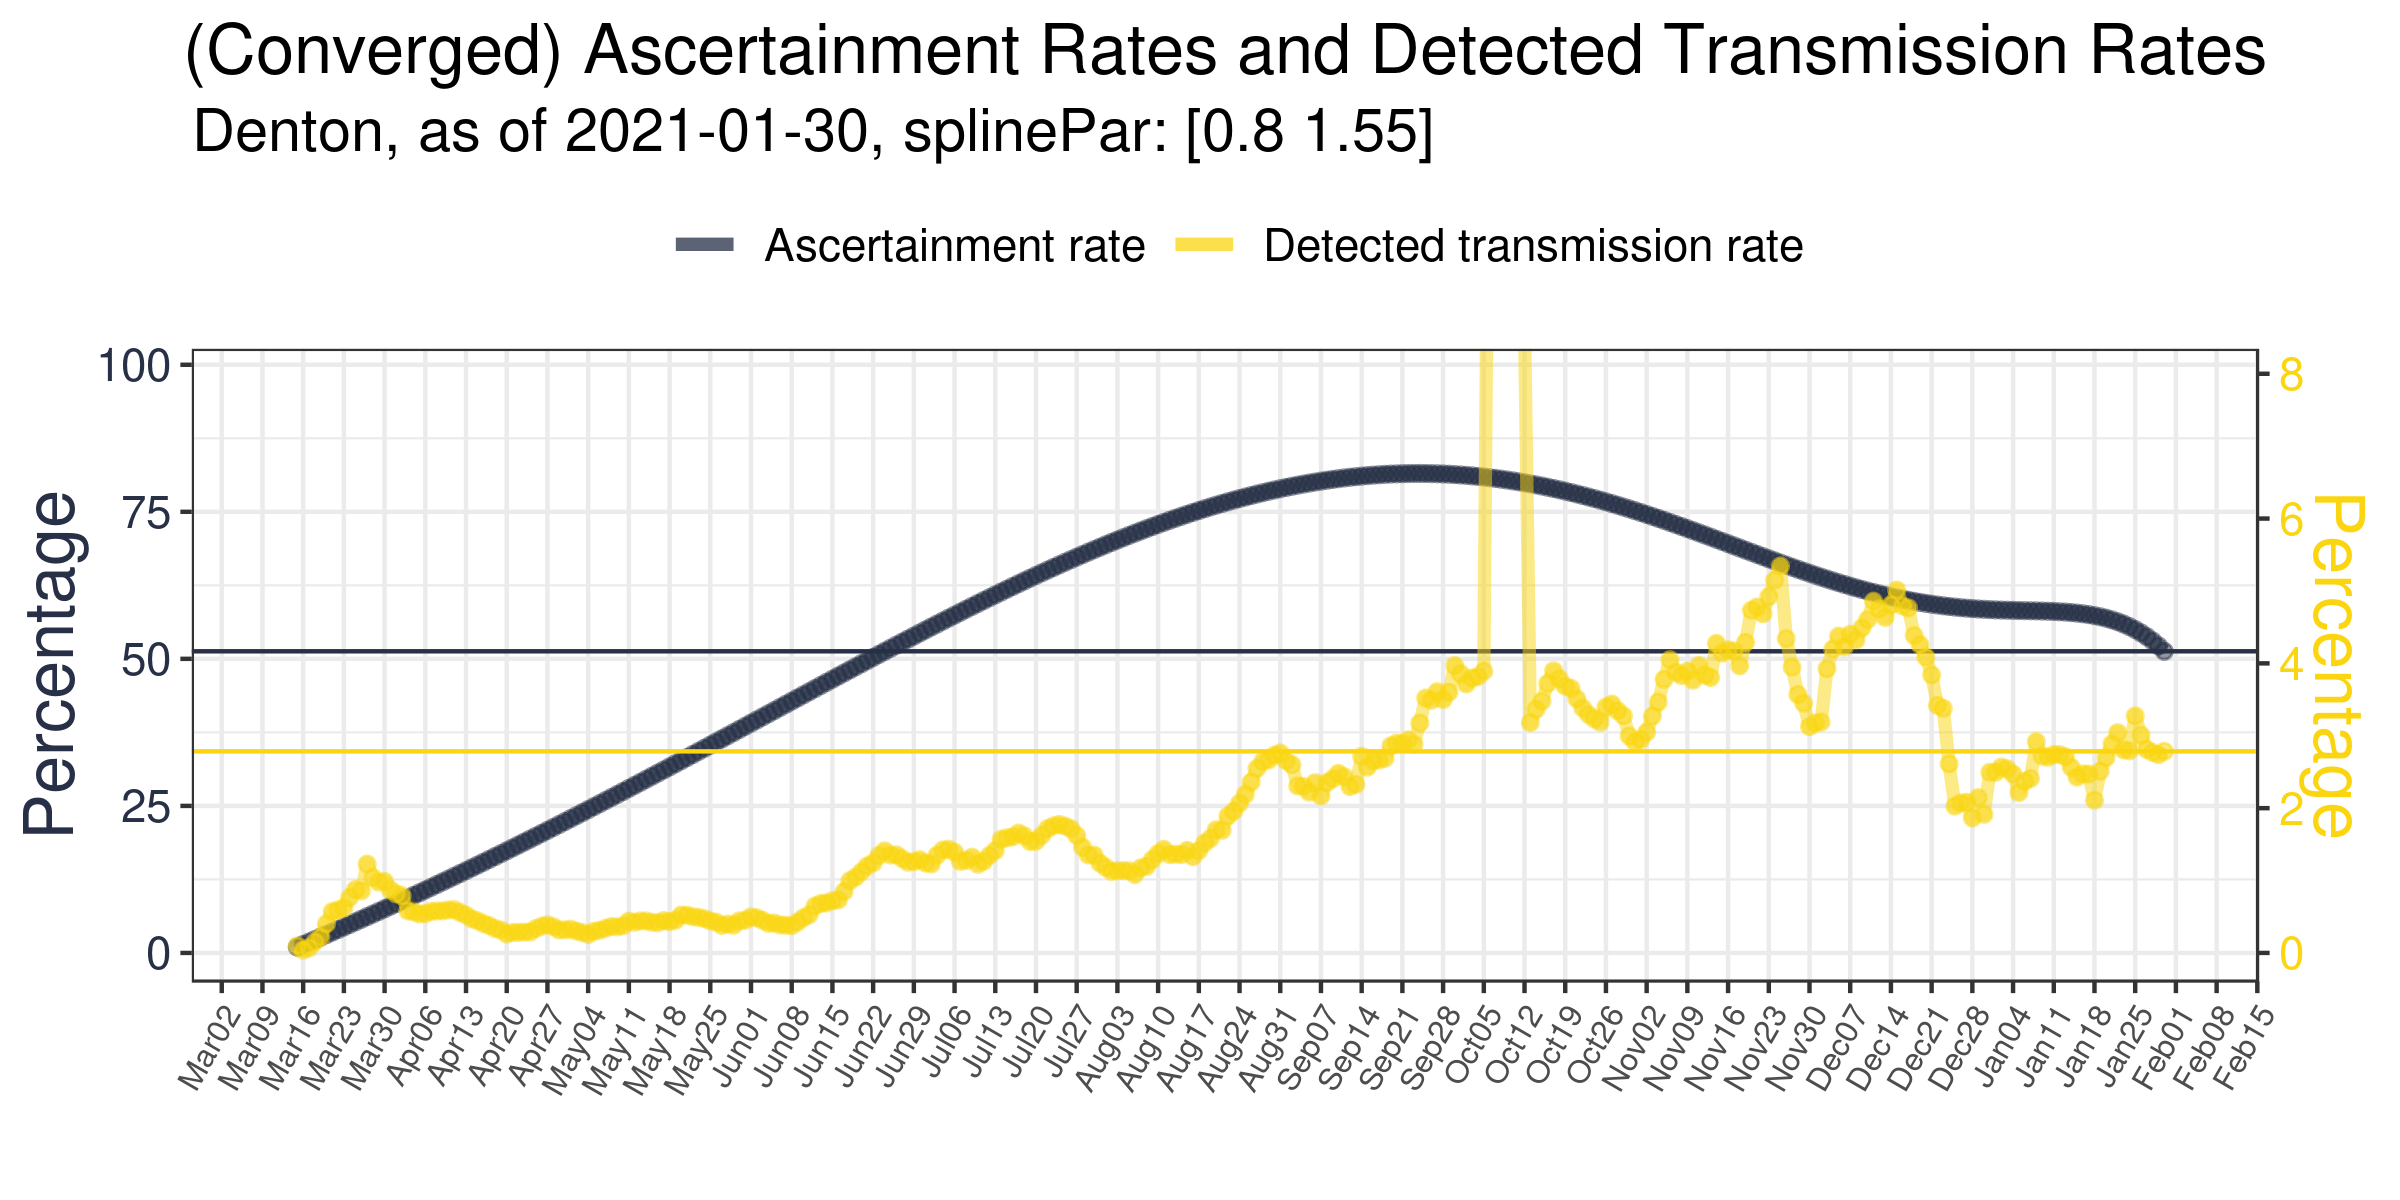 (Converged) Ascertainment Rates and Detected Transmission Rates
Denton, as of 2021-01-30, splinePar: [0.8 1.55]
Ascertainment rate
Detected transmission rate
Percentage
100
75
50
25
0
8
6
4
2
0
Percentage
Mar02
Mar09
Mar16
Mar23
Mar30
Apr06
Apr13
Apr20
Apr27
May04
May11
May18
May25
Jun01
Jun08
Jun15
Jun22
Jun29
Jul06
Jul13
Jul20
Jul27
Aug03
Aug10
Aug17
Aug24
Aug31
Sep07
Sep14
Sep21
Sep28
Oct05
Oct12
Oct19
Oct26
Nov02
Nov09
Nov16
Nov23
Nov30
Dec07
Dec14
Dec21
Dec28
Jan04
Jan11
Jan18
Jan25
Feb01
Feb08
Feb15